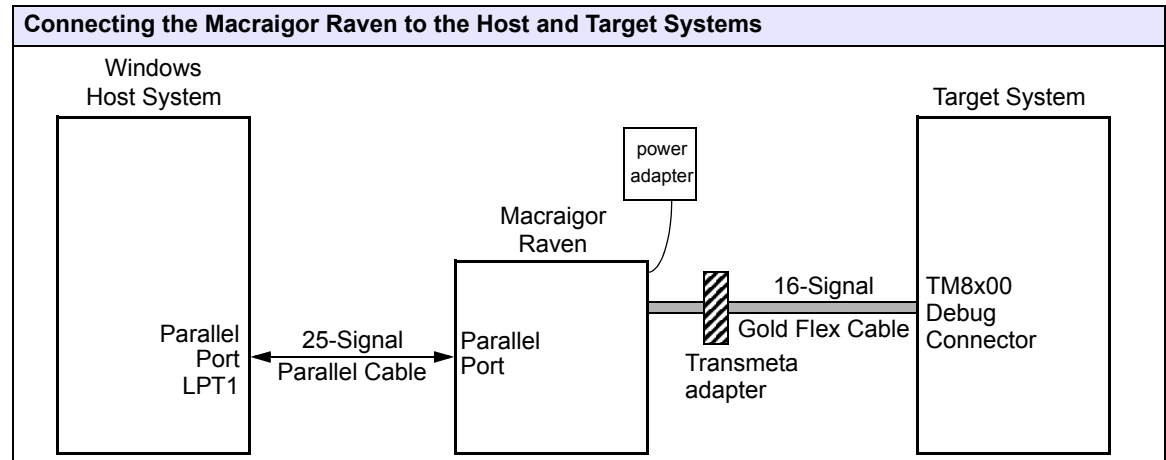 Connecting the Macraigor Raven to the Host and Target Systems
Windows
Host System
Target System
power
adapter
Macraigor
Raven
Parallel
Port
LPT1
25-Signal
Parallel Cable
Parallel
Port
16-Signal
Gold Flex Cable
Transmeta
adapter
TM8x00
Debug
Connector